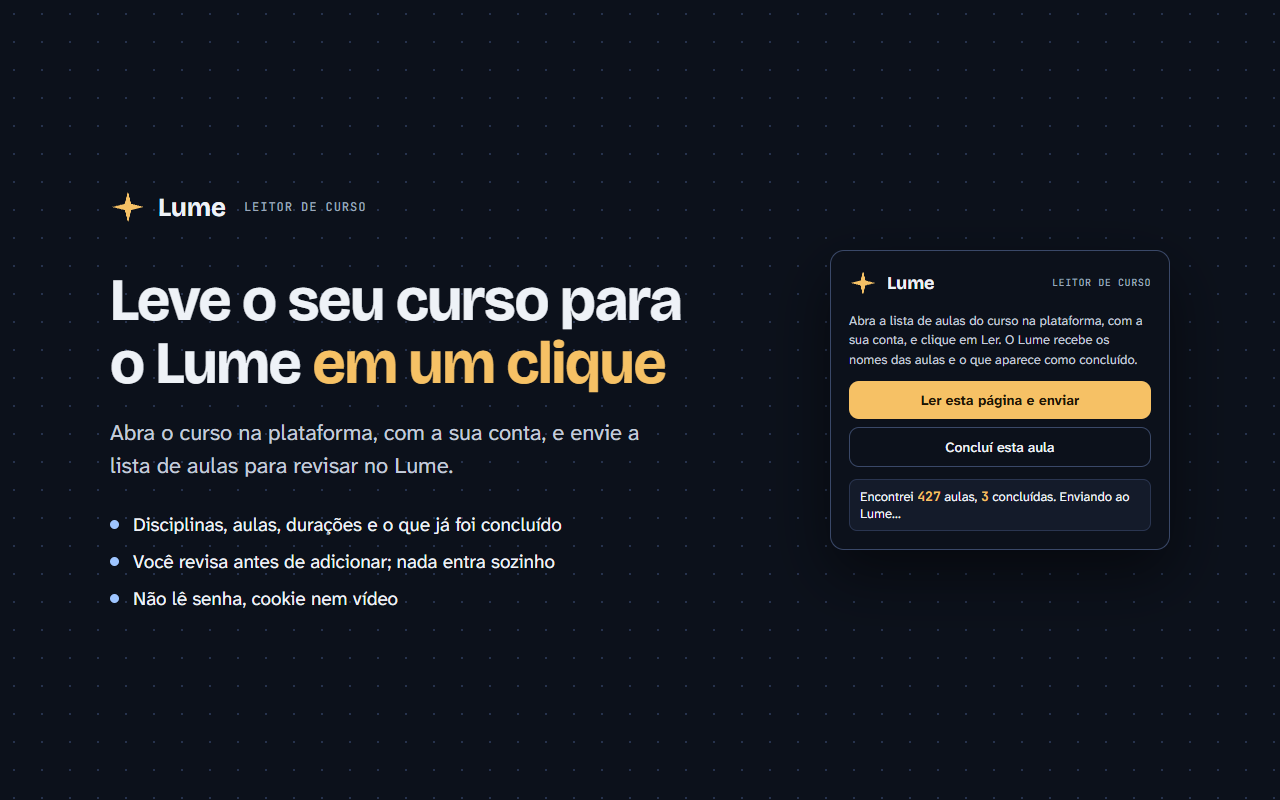 Lume LEITOR DE CURSO
Leve o seu curso para
o Lume em um clique
Abra o curso na plataforma, com a sua conta, e envie a
lista de aulas para revisar no Lume.
Disciplinas, aulas, durações e o que já foi concluído
Você revisa antes de adicionar; nada entra sozinho
Não lê senha, cookie nem vídeo
Lume LEITOR DE CURSO
Abra a lista de aulas do curso na plataforma, com a
sua conta, e clique em Ler. O Lume recebe os
nomes das aulas e o que aparece como concluído.
Ler esta página e enviar
Concluí esta aula
Encontrei 427 aulas, 3 concluídas. Enviando ao
Lume...